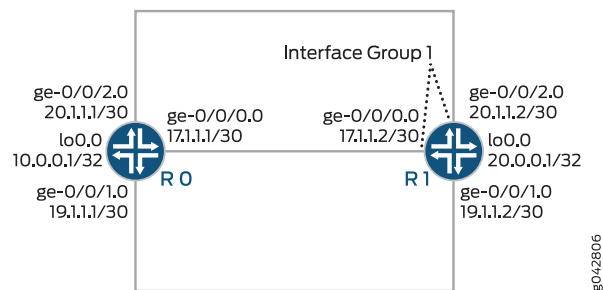 Interface Group 1
ge-0/0/2.0
20.1.1.1/30
lo0.0
10.0.0.1/32
ge-0/0/1.0
19.1.1.1/30
ge-0/0/0.0
17.1.1.1/30
R 0
ge-0/0/0.0
17.1.1.2/30
R 1
ge-0/0/2.0
20.1.1.2/30
lo0.0
20.0.0.1/32
ge-0/0/1.0
19.1.1.2/30
g042806